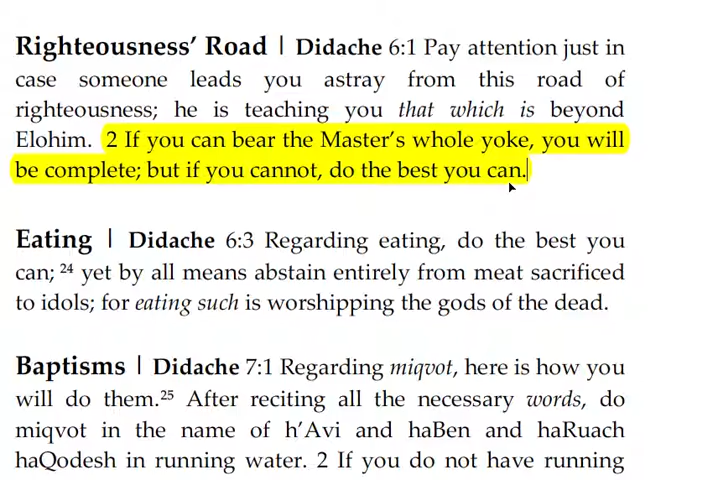 Righteousness’ Road | Didache 6:1 Pay attention just in
case someone leads you astray from this road of
righteousness; he is teaching you that which is beyond
Elohim. 2 If you can bear the Master’s whole yoke, you will
be complete; but if you cannot, do the best you can.
Eating | Didache 6:3 Regarding eating, do the best you
can; 24 yet by all means abstain entirely from meat sacrificed
to idols; for eating such is worshipping the gods of the dead.
Baptisms | Didache 7:1 Regarding miqvot, here is how you
will do them.25 After reciting all the necessary words, do
miqvot in the name of h’Avi and haBen and haRuach
haQodesh in running water. 2 If you do not have running